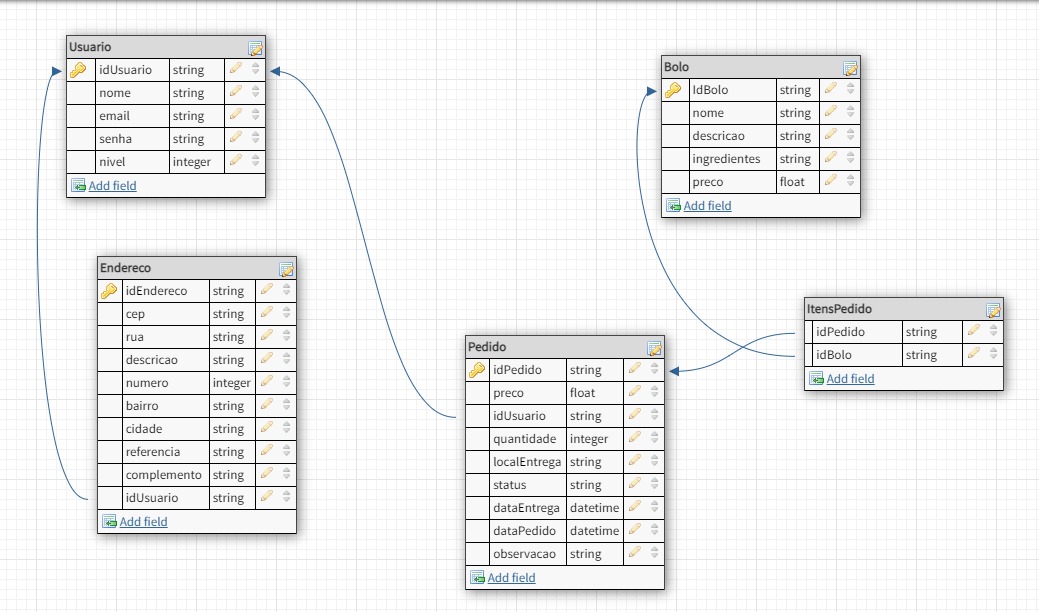 Usuario
idUsuario string
nome string
email string
senha string
nivel integer
Add field
Bolo
IdBolo string
nome string
descricao string
ingredientes string
preco float
Add field
Endereco
idEndereco string
cep string
rua string
descricao string
numero integer
bairro string
cidade string
referencia string
complemento string
idUsuario string
Add field
Pedido
idPedido string
preco float
idUsuario string
quantidade integer
localEntrega string
status string
dataEntrega datetime
dataPedido datetime
observacao string
Add field
ItensPedido
idPedido string
idBolo string
Add field